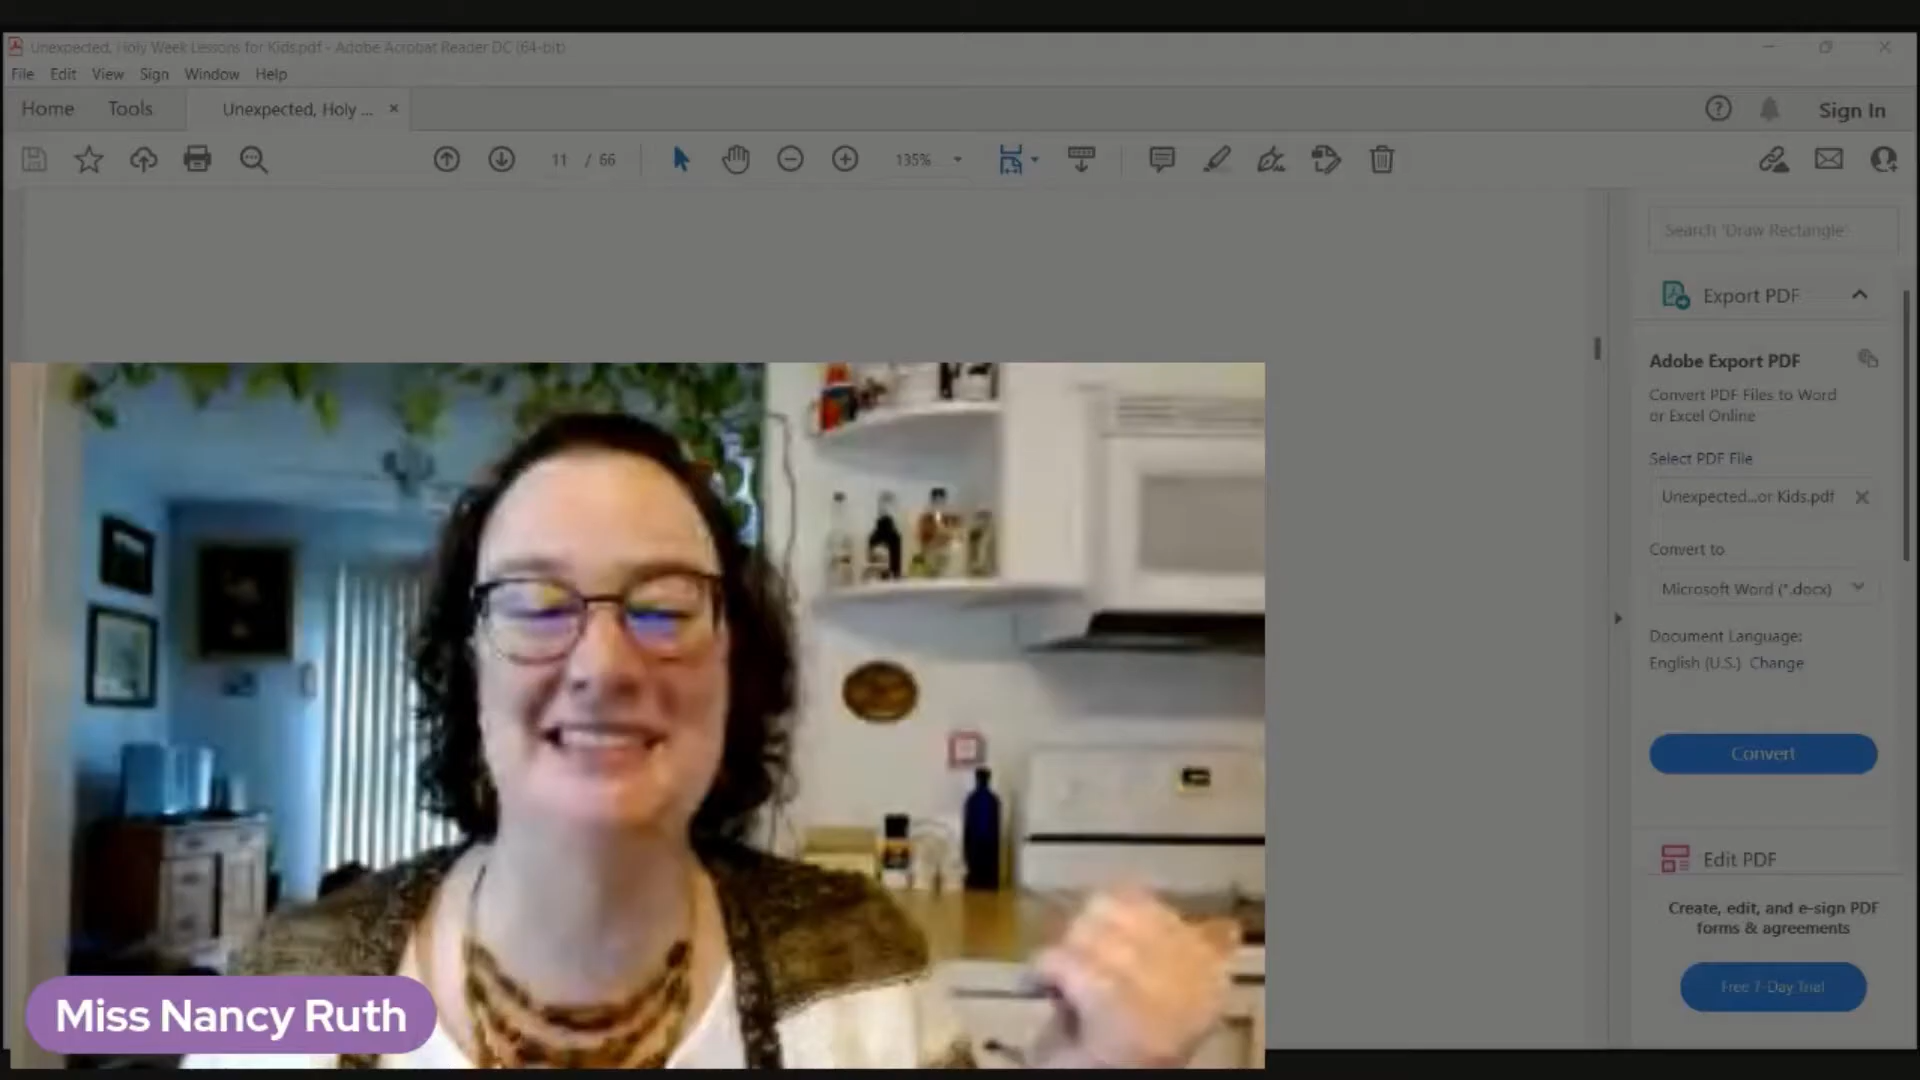 Unexpected, Holy Week Lessons for Kids.pdf - Adobe Acrobat Reader DC (64-bit)
File Edit View Sign Window Help
Home Tools Unexpected, Holy ... Sign In
11 / 66 135%
Search 'Draw Rectangle
Export PDF
Adobe Export PDF
Convert PDF Files to Word
or Excel Online
Select PDF File
Unexpected...or Kids.pdf
Convert to
Microsoft Word (*.docx)
Document Language:
English (U.S.) Change
Convert
Edit PDF
Create, edit, and e-sign PDF
forms & agreements
Free 7-Day Trial
Miss Nancy Ruth